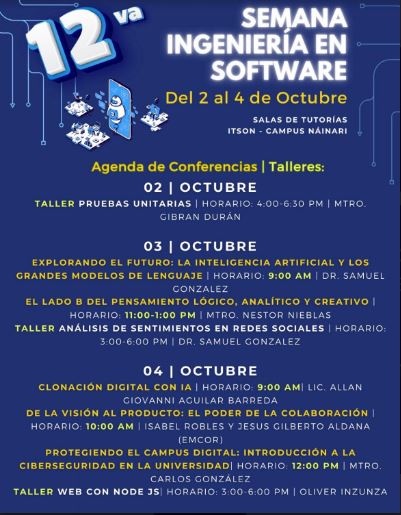 12va
SEMANA
INGENIERÍA EN
SOFTWARE
Del 2 al 4 de Octubre
SALAS DE TUTORÍAS
ITSON - CAMPUS NÁINARI
Agenda de Conferencias | Talleres:
02 | OCTUBRE
TALLER PRUEBAS UNITARIAS | HORARIO: 4:00-6:30 PM | MTRO.
GIBRAN DURÁN
03 | OCTUBRE
EXPLORANDO EL FUTURO: LA INTELIGENCIA ARTIFICIAL Y LOS
GRANDES MODELOS DE LENGUAJE | HORARIO: 9:00 AM | DR. SAMUEL
GONZALEZ
EL LADO B DEL PENSAMIENTO LÓGICO, ANALÍTICO Y CREATIVO |
HORARIO: 11:00-1:00 PM | MTRO. NESTOR NIEBLAS
TALLER ANÁLISIS DE SENTIMIENTOS EN REDES SOCIALES | HORARIO:
3:00-6:00 PM | DR. SAMUEL GONZALEZ
04 | OCTUBRE
CLONACIÓN DIGITAL CON IA | HORARIO: 9:00 AM| LIC. ALLAN
GIOVANNI AGUILAR BARREDA
DE LA VISIÓN AL PRODUCTO: EL PODER DE LA COLABORACIÓN |
HORARIO: 10:00 AM | ISABEL ROBLES Y JESUS GILBERTO ALDANA
(EMCOR)
PROTEGIENDO EL CAMPUS DIGITAL: INTRODUCCIÓN A LA
CIBERSEGURIDAD EN LA UNIVERSIDAD| HORARIO: 12:00 PM | MTRO.
CARLOS GONZÁLEZ
TALLER WEB CON NODE JS| HORARIO: 3:00-6:00 PM | OLIVER INZUNZA